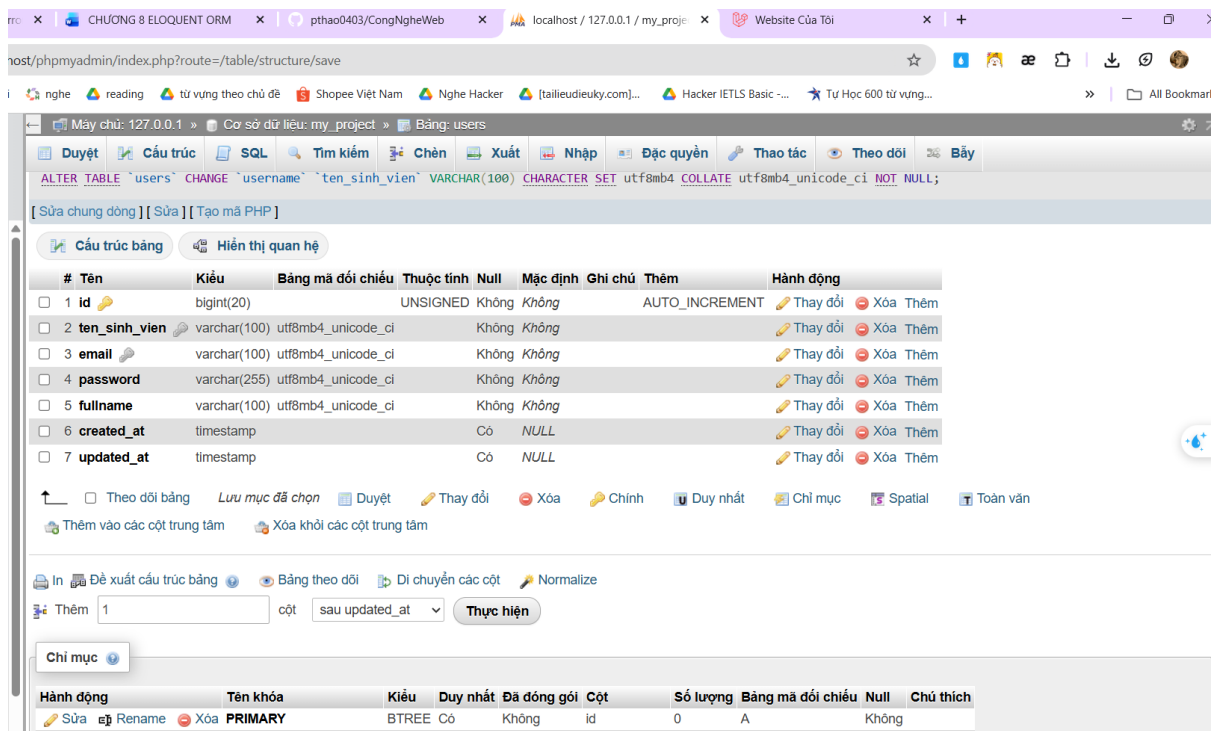 CHƯƠNG 8 ELOQUENT ORM
pthao0403/CongNgheWeb
localhost / 127.0.0.1 / my_proje
Website Của Tôi
ost/phpmyadmin/index.php?route=/table/structure/save
nghe reading từ vựng theo chủ đề Shopee Việt Nam Nghe Hacker [tailieudieuky.com]... Hacker IETLS Basic -... Tự Học 600 từ vựng... » All Bookmar
Máy chủ: 127.0.0.1 » Cơ sở dữ liệu: my_project » Bảng: users
Duyệt Cấu trúc SQL Tìm kiếm Chèn Xuất Nhập Đặc quyền Thao tác Theo dõi Bẫy
ALTER TABLE `users` CHANGE `username` `ten_sinh_vien` VARCHAR(100) CHARACTER SET utf8mb4 COLLATE utf8mb4_unicode_ci NOT NULL;
[ Sửa chung dòng ] [ Sửa ] [ Tạo mã PHP ]
Cấu trúc bảng Hiển thị quan hệ
# Tên Kiểu Bảng mã đối chiếu Thuộc tính Null Mặc định Ghi chú Thêm Hành động
1 id bigint(20) UNSIGNED Không Không AUTO_INCREMENT Thay đổi Xóa Thêm
2 ten_sinh_vien varchar(100) utf8mb4_unicode_ci Không Không Thay đổi Xóa Thêm
3 email varchar(100) utf8mb4_unicode_ci Không Không Thay đổi Xóa Thêm
4 password varchar(255) utf8mb4_unicode_ci Không Không Thay đổi Xóa Thêm
5 fullname varchar(100) utf8mb4_unicode_ci Không Không Thay đổi Xóa Thêm
6 created_at timestamp Có NULL Thay đổi Xóa Thêm
7 updated_at timestamp Có NULL Thay đổi Xóa Thêm
Theo dõi bảng Lưu mục đã chọn Duyệt Thay đổi Xóa Chính Duy nhất Chỉ mục Spatial Toàn văn
Thêm vào các cột trung tâm Xóa khỏi các cột trung tâm
In Đề xuất cấu trúc bảng Bảng theo dõi Di chuyển các cột Normalize
Thêm 1 cột sau updated_at Thực hiện
Chỉ mục
Hành động Tên khóa Kiểu Duy nhất Đã đóng gói Cột Số lượng Bảng mã đối chiếu Null Chú thích
Sửa Rename Xóa PRIMARY BTREE Có Không id 0 A Không